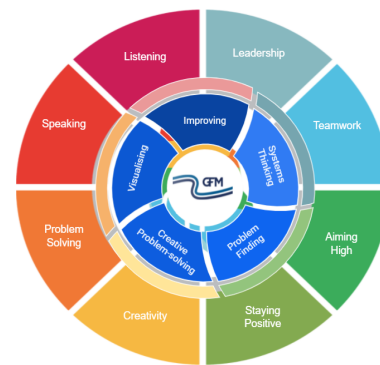 Listening
Leadership
Speaking
Teamwork
Problem
Solving
Aiming
High
Creativity
Staying
Positive
Improving
Systems
Thinking
Problem
Finding
Creative
Problem-solving
Visualising
GFM